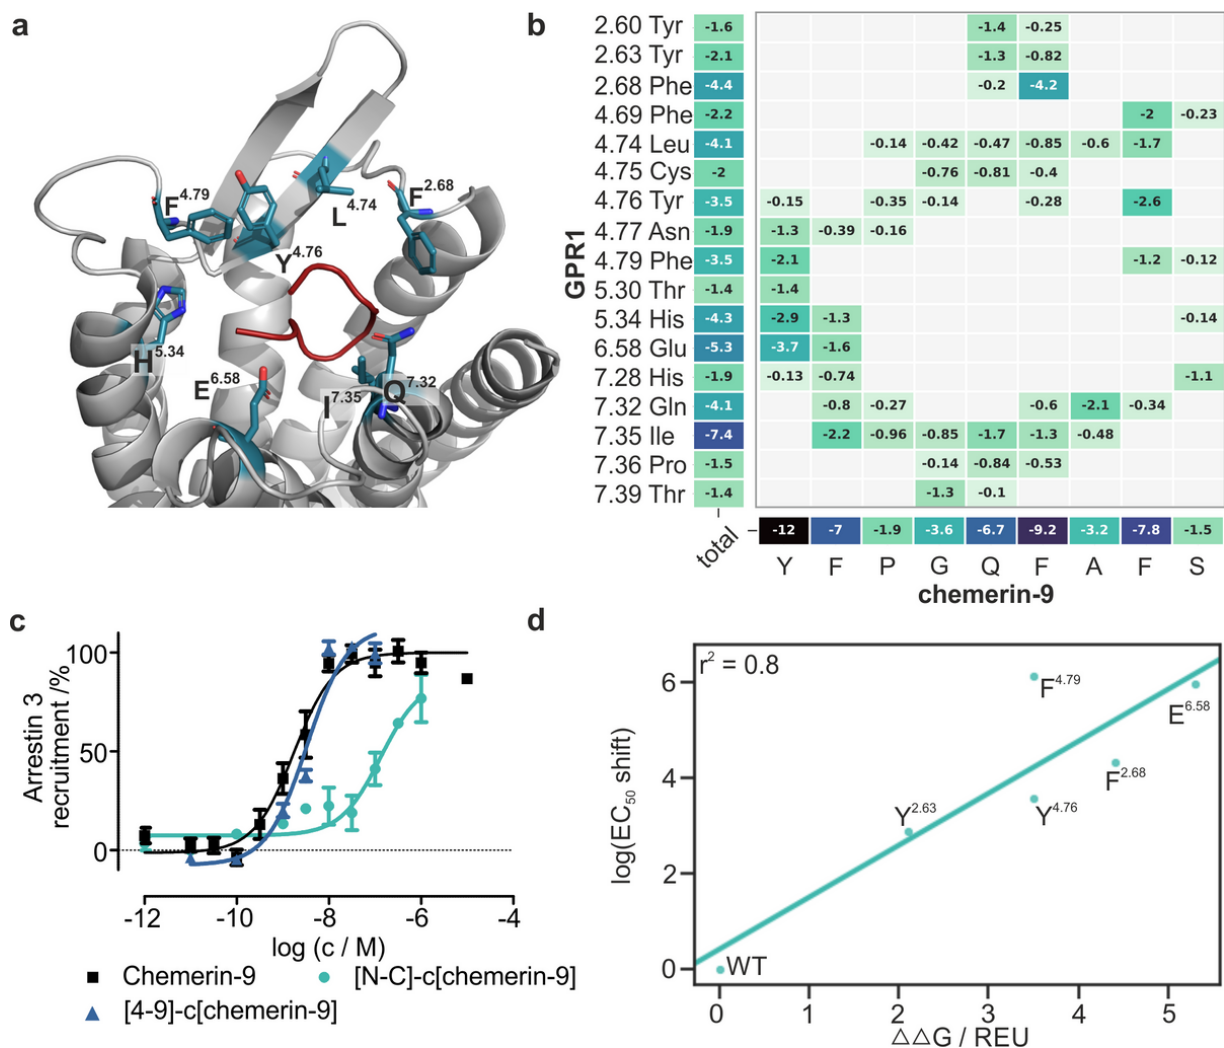 a
F4.79
L4.74
F2.68
Y4.76
H5.34
E6.58
I7.35
Q7.32
b
GPR1
2.60 Tyr -1.6 -1.4 -0.25
2.63 Tyr -2.1 -1.3 -0.82
2.68 Phe -4.4 -0.2 -4.2
4.69 Phe -2.2 -2 -0.23
4.74 Leu -4.1 -0.14 -0.42 -0.47 -0.85 -0.6 -1.7
4.75 Cys -2 -0.76 -0.81 -0.4
4.76 Tyr -3.5 -0.15 -0.35 -0.14 -0.28 -2.6
4.77 Asn -1.9 -1.3 -0.39 -0.16
4.79 Phe -3.5 -2.1 -1.2 -0.12
5.30 Thr -1.4 -1.4
5.34 His -4.3 -2.9 -1.3 -0.14
6.58 Glu -5.3 -3.7 -1.6
7.28 His -1.9 -0.13 -0.74 -1.1
7.32 Gln -4.1 -0.8 -0.27 -0.6 -2.1 -0.34
7.35 Ile -7.4 -2.2 -0.96 -0.85 -1.7 -1.3 -0.48
7.36 Pro -1.5 -0.14 -0.84 -0.53
7.39 Thr -1.4 -1.3 -0.1
total -12 -7 -1.9 -3.6 -6.7 -9.2 -3.2 -7.8 -1.5
Y F P G Q F A F S
chemerin-9
c
Arrestin 3
recruitment /%
100
50
0
-12 -10 -8 -6 -4
log (c / M)
Chemerin-9
[N-C]-c[chemerin-9]
[4-9]-c[chemerin-9]
d
r² = 0.8
log(EC₅₀ shift)
6
4
2
0
F4.79
E6.58
F2.68
Y2.63
Y4.76
WT
0 1 2 3 4 5
△△G / REU